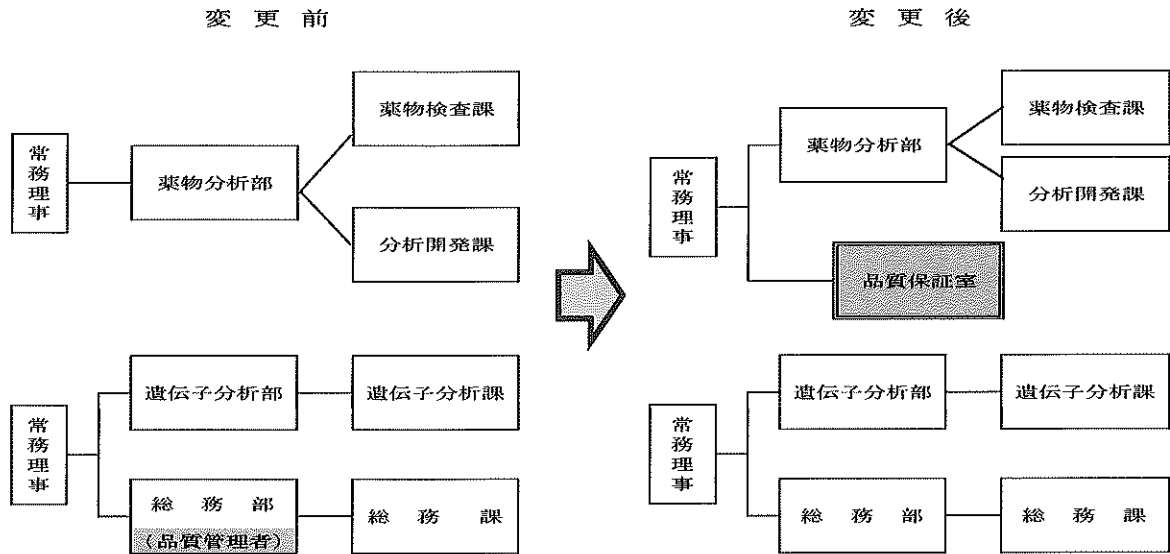 変更前
常務理事
薬物分析部
薬物検査課
分析開発課
常務理事
遺伝子分析部
遺伝子分析課
総務部
(品質管理者)
総務課
変更後
常務理事
薬物分析部
薬物検査課
分析開発課
品質保証室
常務理事
遺伝子分析部
遺伝子分析課
総務部
総務課